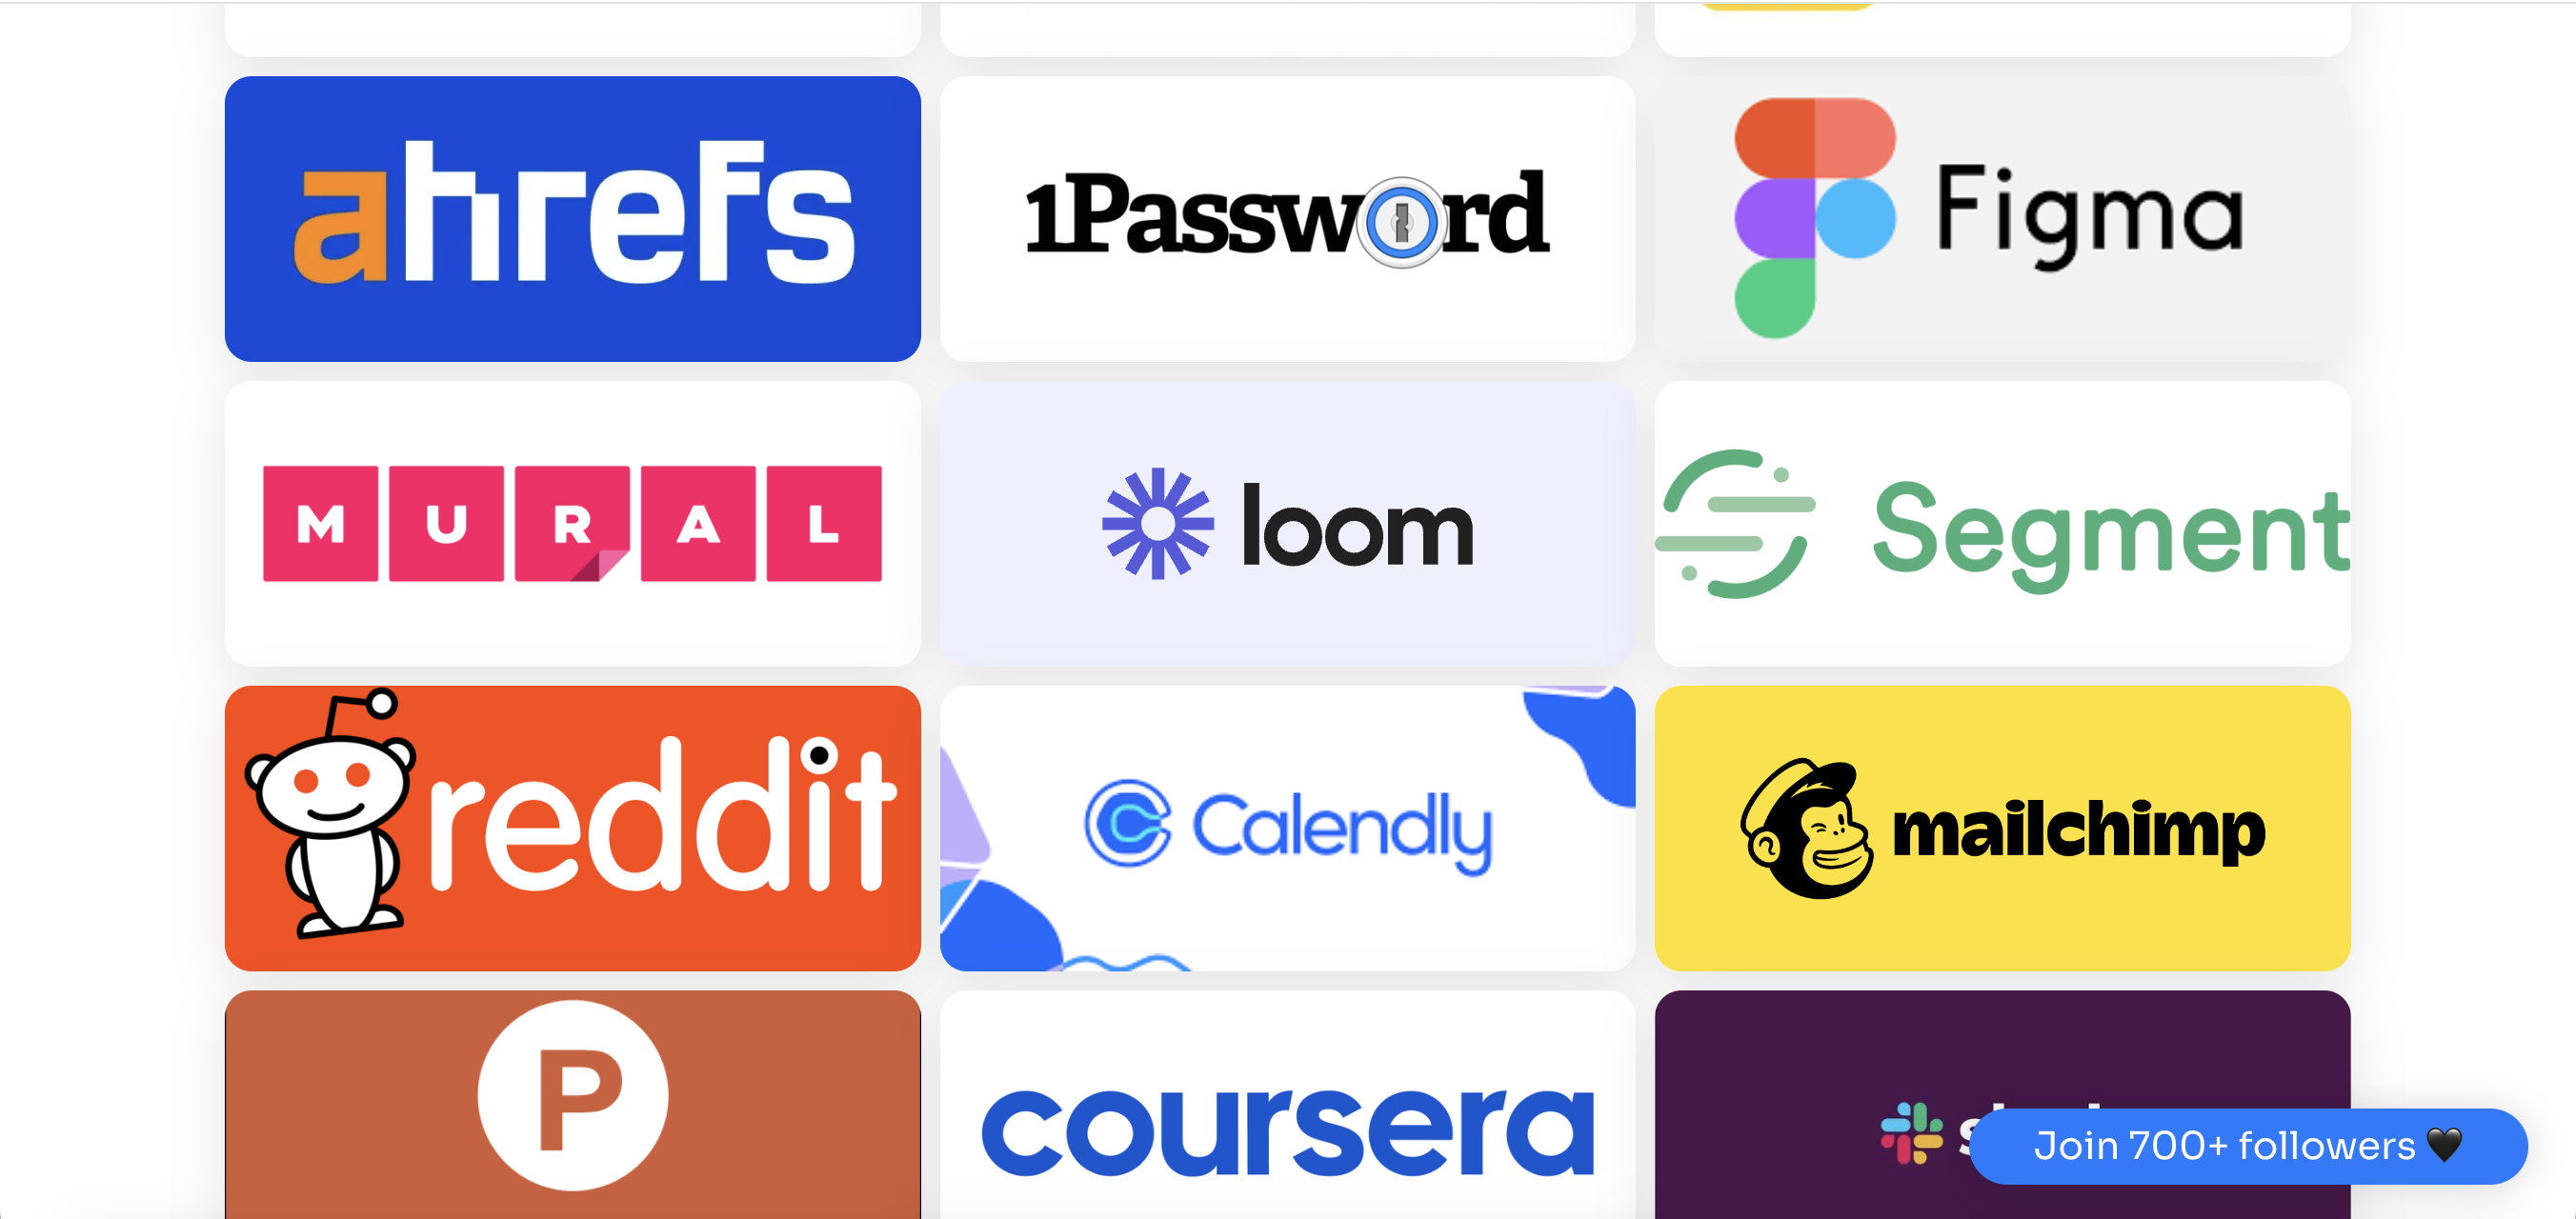 ahrefs
1Password
Figma
MURAL
loom
Segment
reddit
Calendly
mailchimp
P
coursera
Join 700+ followers 🖤